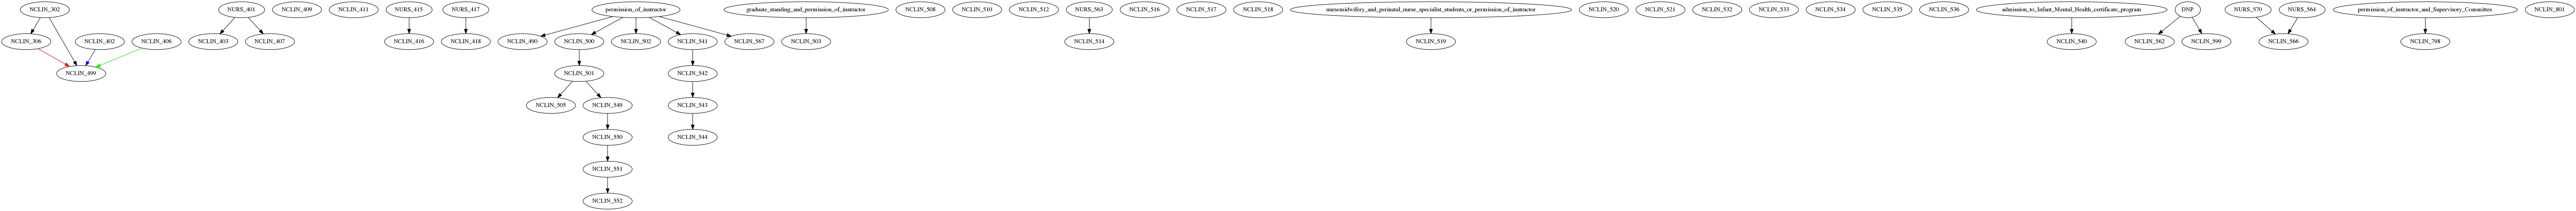 NCLIN_302
NURS_401
NCLIN_409
NCLIN_411
NURS_415
NURS_417
permission_of_instructor
graduate_standing_and_permission_of_instructor
NCLIN_508
NCLIN_510
NCLIN_512
NURS_563
NCLIN_516
NCLIN_517
NCLIN_518
nursemidwifery_and_perinatal_nurse_specialist_students_or_permission_of_instructor
NCLIN_520
NCLIN_521
NCLIN_532
NCLIN_533
NCLIN_534
NCLIN_535
NCLIN_536
admission_to_Infant_Mental_Health_certificate_program
DNP
NURS_570
NURS_564
permission_of_instructor_and_Supervisory_Committee
NCLIN_801
NCLIN_306
NCLIN_402
NCLIN_406
NCLIN_403
NCLIN_407
NCLIN_416
NCLIN_418
NCLIN_490
NCLIN_500
NCLIN_502
NCLIN_541
NCLIN_567
NCLIN_503
NCLIN_514
NCLIN_519
NCLIN_540
NCLIN_562
NCLIN_599
NCLIN_566
NCLIN_798
NCLIN_499
NCLIN_501
NCLIN_542
NCLIN_505
NCLIN_549
NCLIN_543
NCLIN_550
NCLIN_544
NCLIN_551
NCLIN_552